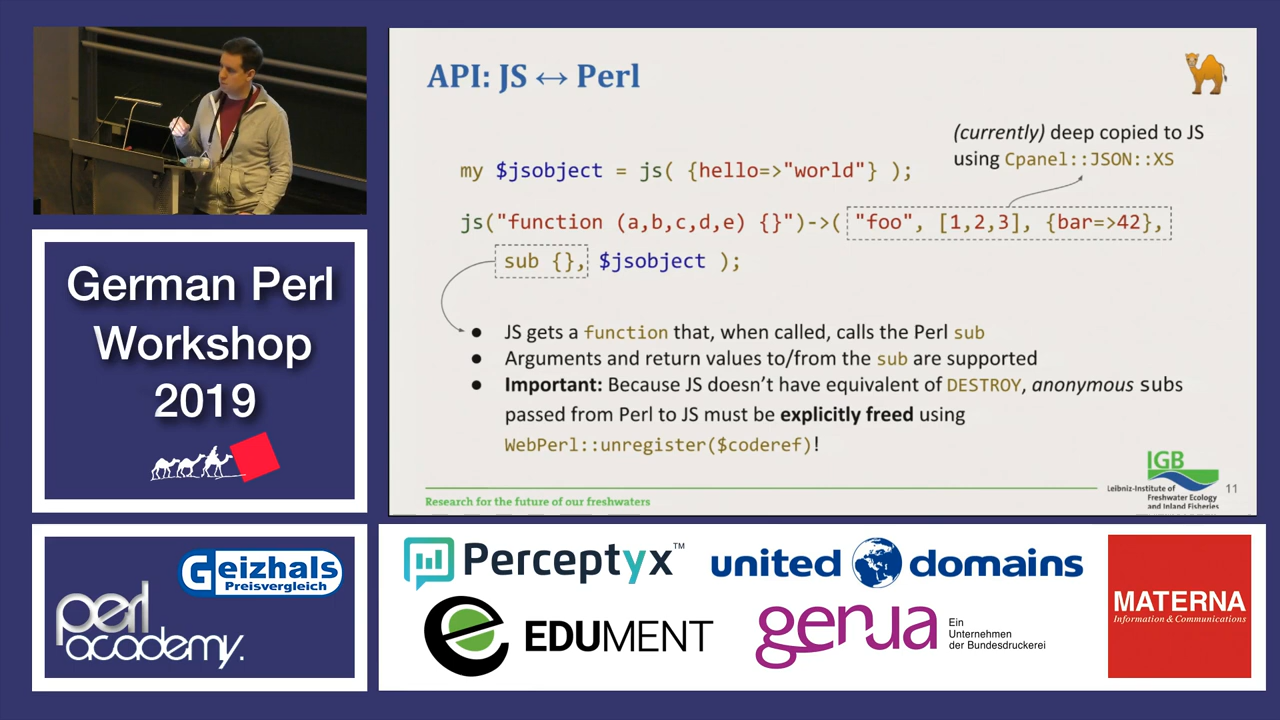 API: JS ↔ Perl
(currently) deep copied to JS
using Cpanel::JSON::XS
my $jsobject = js( {hello=>"world"} );
js("function (a,b,c,d,e) {}")->( "foo", [1,2,3], {bar=>42},
sub {}, $jsobject );
● JS gets a function that, when called, calls the Perl sub
● Arguments and return values to/from the sub are supported
● Important: Because JS doesn't have equivalent of DESTROY, anonymous subs
passed from Perl to JS must be explicitly freed using
WebPerl::unregister($coderef)!
Research for the future of our freshwaters
IGB
Leibniz-Institute of
Freshwater Ecology
and Inland Fisheries
11
German Perl
Workshop
2019
Geizhals
Preisvergleich
perl
academy.
Perceptyx™
united domains
EDUMENT
genua
Ein
Unternehmen
der Bundesdruckerei
MATERNA
Information & Communications